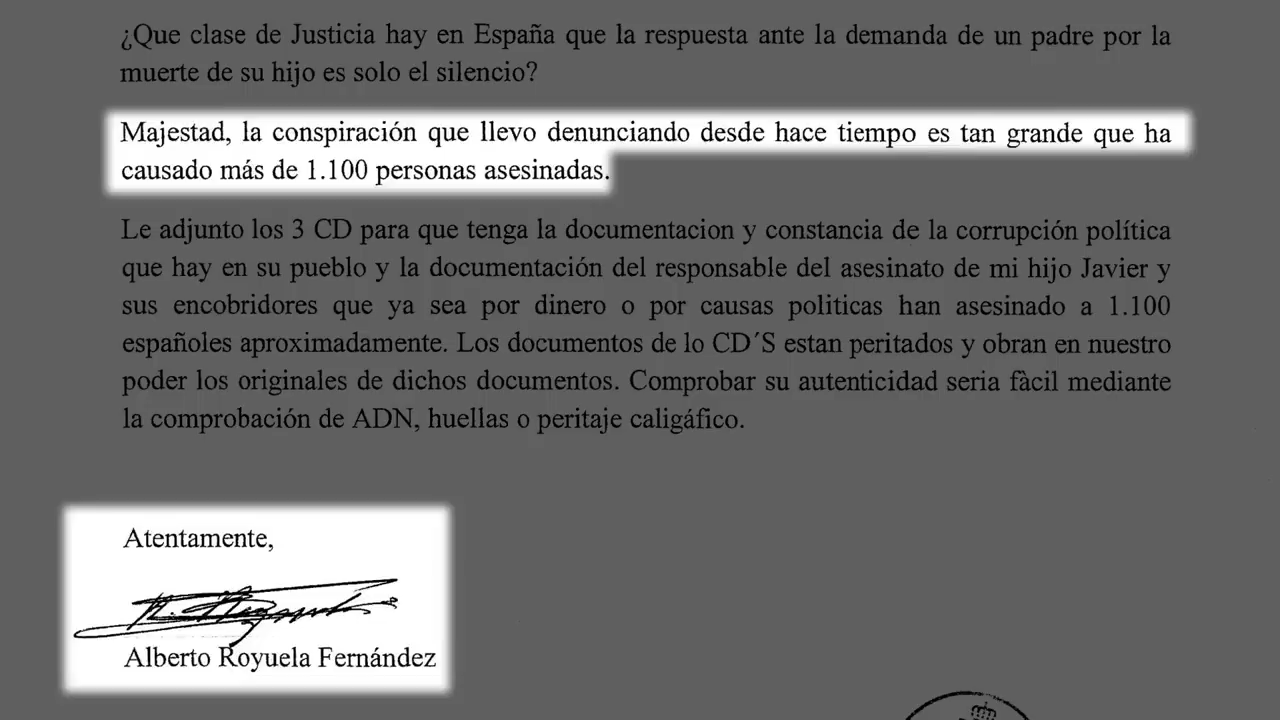 ¿Que clase de Justicia hay en España que la respuesta ante la demanda de un padre por la
muerte de su hijo es solo el silencio?
Majestad, la conspiración que llevo denunciando desde hace tiempo es tan grande que ha
causado más de 1.100 personas asesinadas.
Le adjunto los 3 CD para que tenga la documentacion y constancia de la corrupción política
que hay en su pueblo y la documentación del responsable del asesinato de mi hijo Javier y
sus encobridores que ya sea por dinero o por causas politicas han asesinado a 1.100
españoles aproximadamente. Los documentos de lo CD´S estan peritados y obran en nuestro
poder los originales de dichos documentos. Comprobar su autenticidad seria fàcil mediante
la comprobación de ADN, huellas o peritaje caligáfico.
Atentamente,
Alberto Royuela Fernández